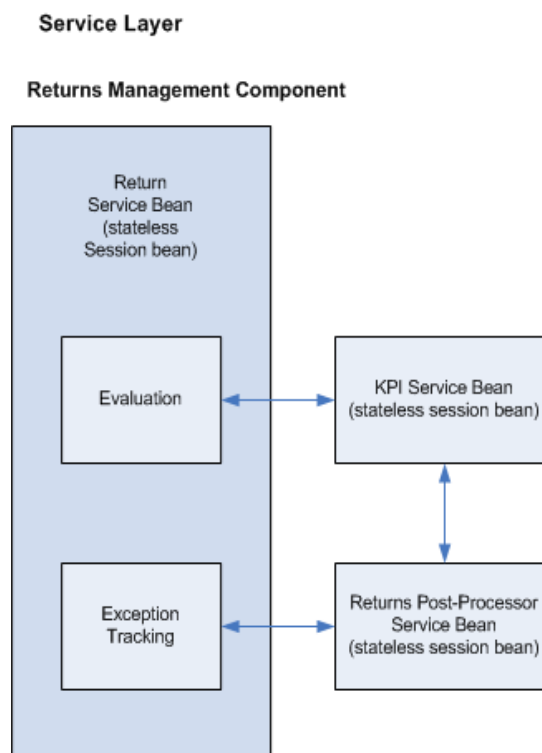 Service Layer
Returns Management Component
Return
Service Bean
(stateless
Session bean)
Evaluation
KPI Service Bean
(stateless session bean)
Exception
Tracking
Returns Post-Processor
Service Bean
(stateless session bean)